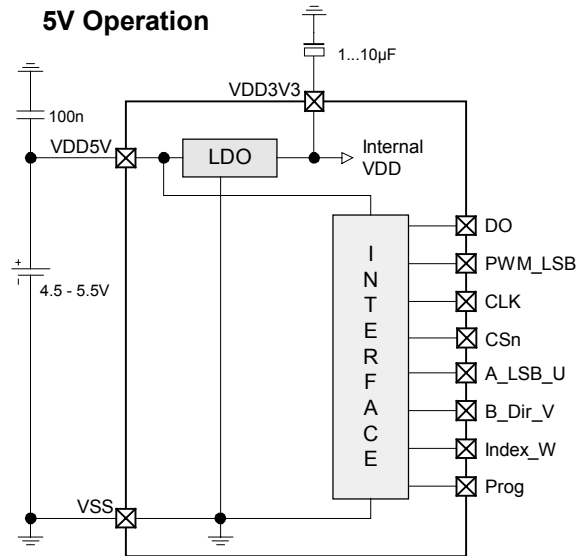 5V Operation
1...10µF
VDD3V3
100n
VDD5V
LDO
Internal
VDD
DO
I
N
T
E
R
F
A
C
E
PWM_LSB
+
–
4.5 - 5.5V
CLK
CSn
A_LSB_U
B_Dir_V
Index_W
Prog
VSS